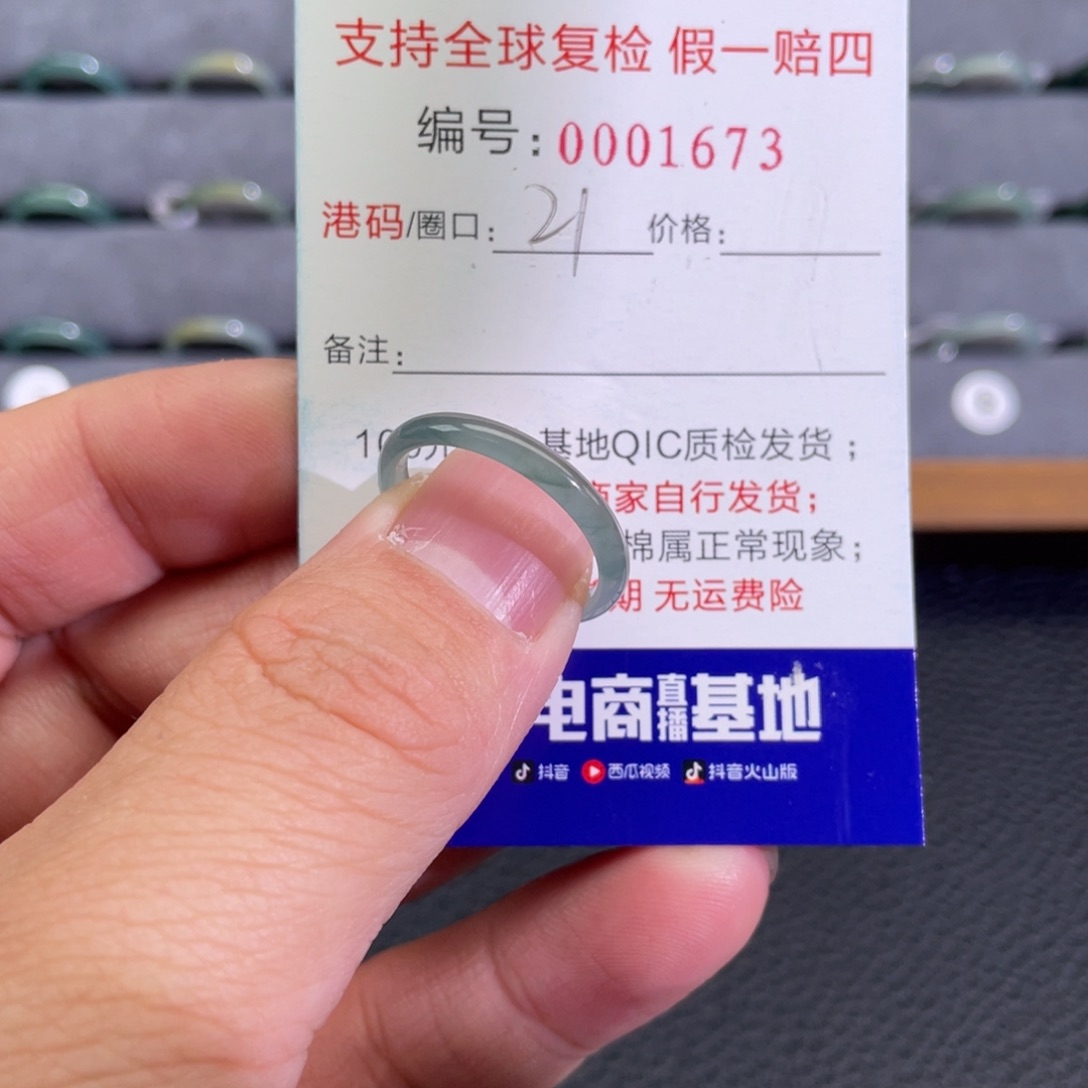 支持全球复检 假一赔四
编号：0001673
港码/圈口：21 价格：
备注：
基地QIC质检发货；
商家自行发货；
棉属正常现象；
期 无运费险
电商直播基地
抖音 西瓜视频 抖音火山版